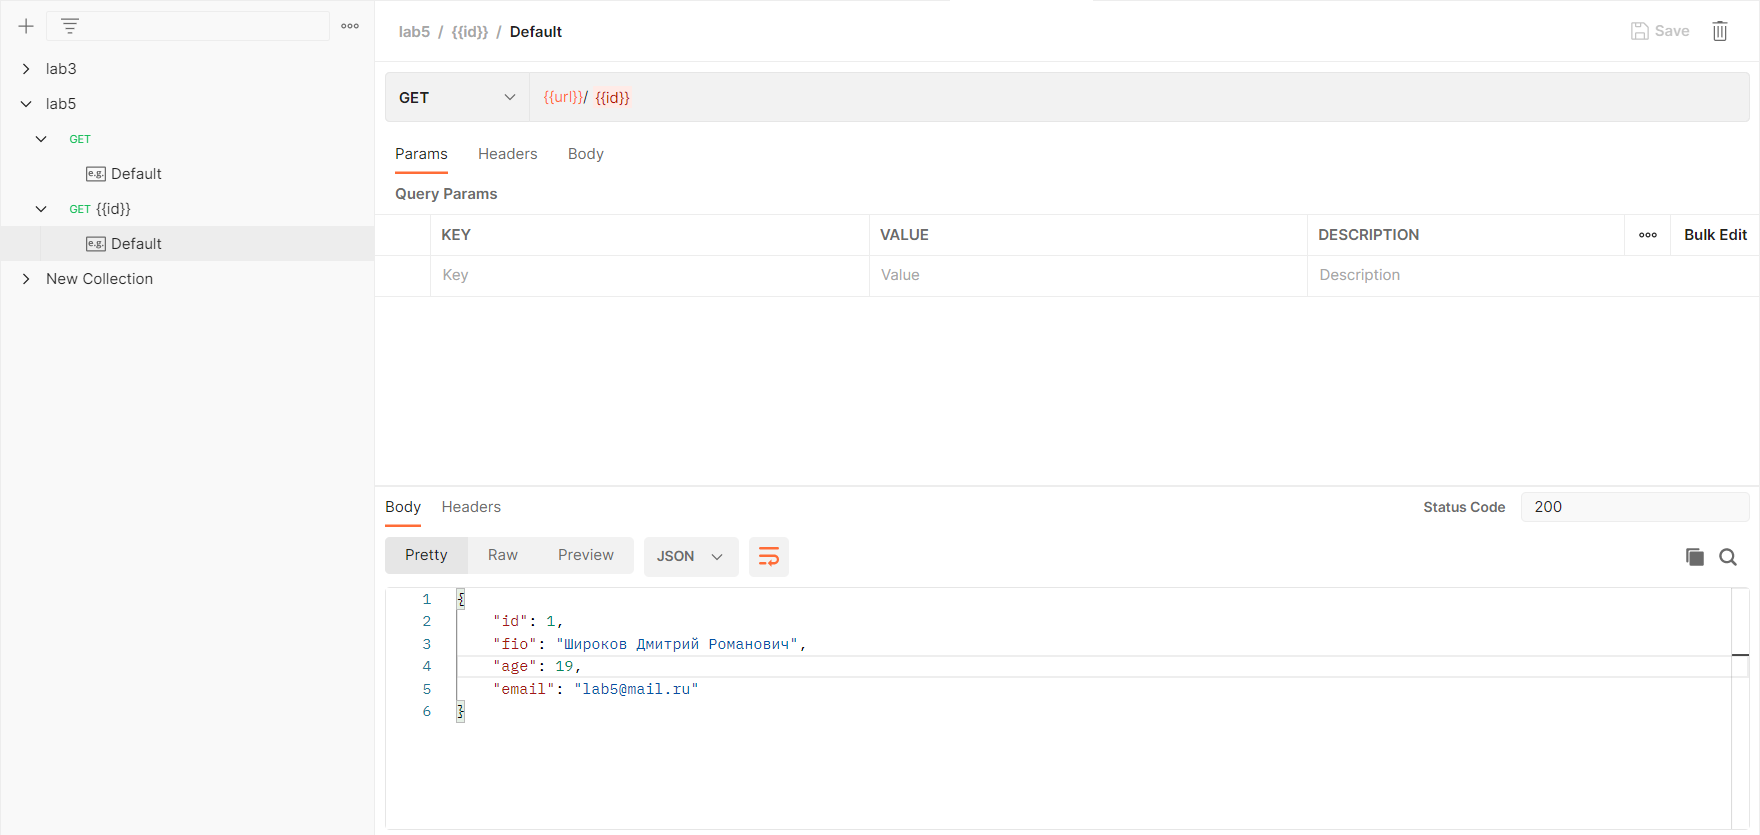 lab3
lab5
GET
e.g. Default
GET {{id}}
e.g. Default
New Collection
lab5 / {{id}} / Default
Save
GET
{{url}}/ {{id}}
Params Headers Body
Query Params
KEY VALUE DESCRIPTION Bulk Edit
Key Value Description
Body Headers
Status Code 200
Pretty Raw Preview JSON
1 {
2 "id": 1,
3 "fio": "Широков Дмитрий Романович",
4 "age": 19,
5 "email": "lab5@mail.ru"
6 }